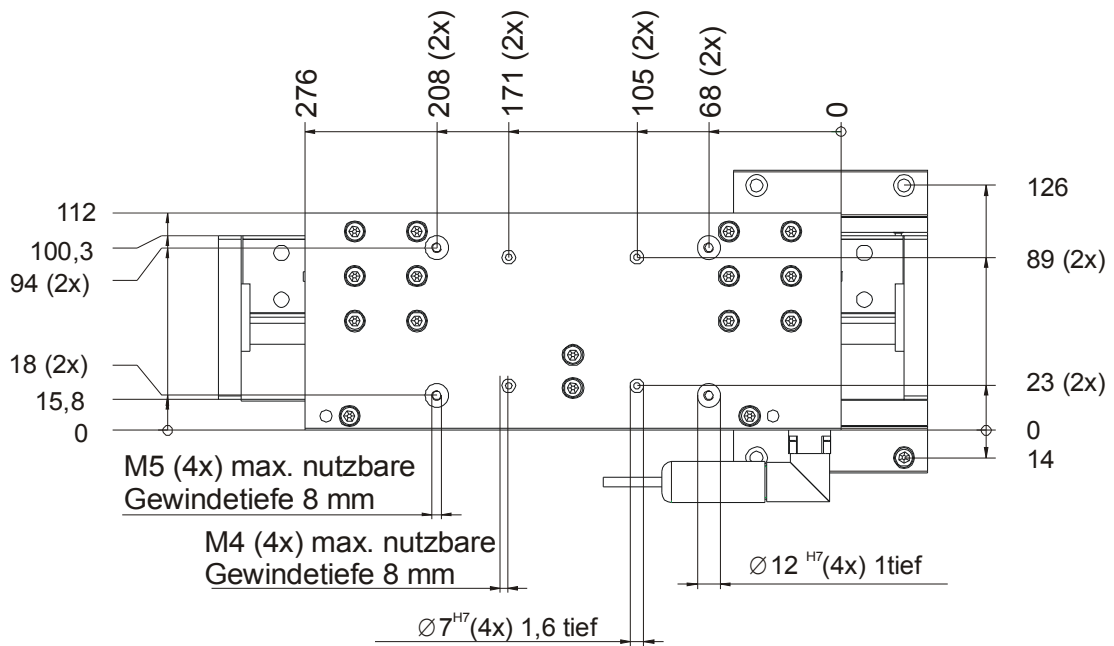 276
208 (2x)
171 (2x)
105 (2x)
68 (2x)
0
112
100,3
94 (2x)
18 (2x)
15,8
0
126
89 (2x)
23 (2x)
0
14
M5 (4x) max. nutzbare
Gewindetiefe 8 mm
M4 (4x) max. nutzbare
Gewindetiefe 8 mm
∅12 H7(4x) 1tief
∅7H7(4x) 1,6 tief